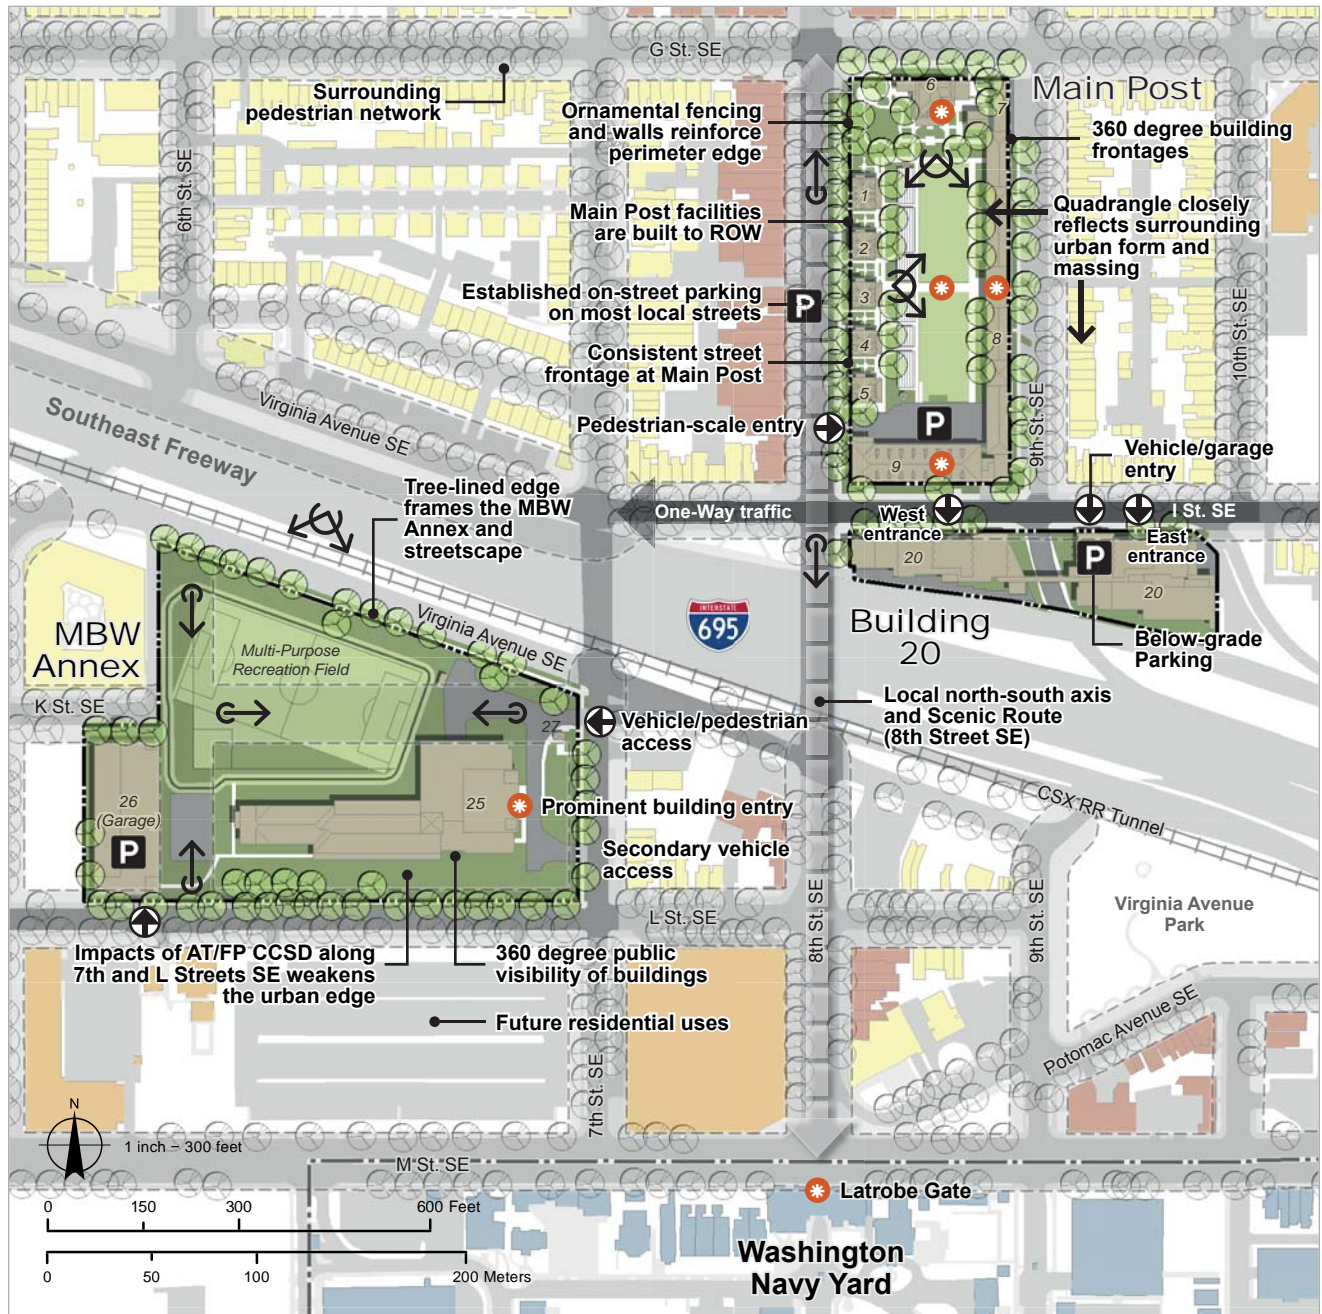 G St. SE
Surrounding
pedestrian network
6th St. SE
Ornamental fencing
and walls reinforce
perimeter edge
Main Post
360 degree building
frontages
Main Post facilities
are built to ROW
Quadrangle closely
reflects surrounding
urban form and
massing
Established on-street parking
on most local streets
P
Consistent street
frontage at Main Post
Pedestrian-scale entry
6
7
1
2
3
4
5
8
P
9
9th St. SE
10th St. SE
Virginia Avenue SE
Southeast Freeway
Tree-lined edge
frames the MBW
Annex and
streetscape
One-Way traffic
West
entrance
Vehicle/garage
entry
I St. SE
East
entrance
20
P
20
Building
20
Below-grade
Parking
INTERSTATE
695
Virginia Avenue SE
MBW
Annex
Multi-Purpose
Recreation Field
K St. SE
27
Vehicle/pedestrian
access
Local north-south axis
and Scenic Route
(8th Street SE)
CSX RR Tunnel
26
(Garage)
P
25
Prominent building entry
Secondary vehicle
access
L St. SE
8th St. SE
9th St. SE
Virginia Avenue
Park
Impacts of AT/FP CCSD along
7th and L Streets SE weakens
the urban edge
360 degree public
visibility of buildings
Future residential uses
Potomac Avenue SE
7th St. SE
N
1 inch – 300 feet
M St. SE
Latrobe Gate
0 150 300 600 Feet
0 50 100 200 Meters
Washington
Navy Yard